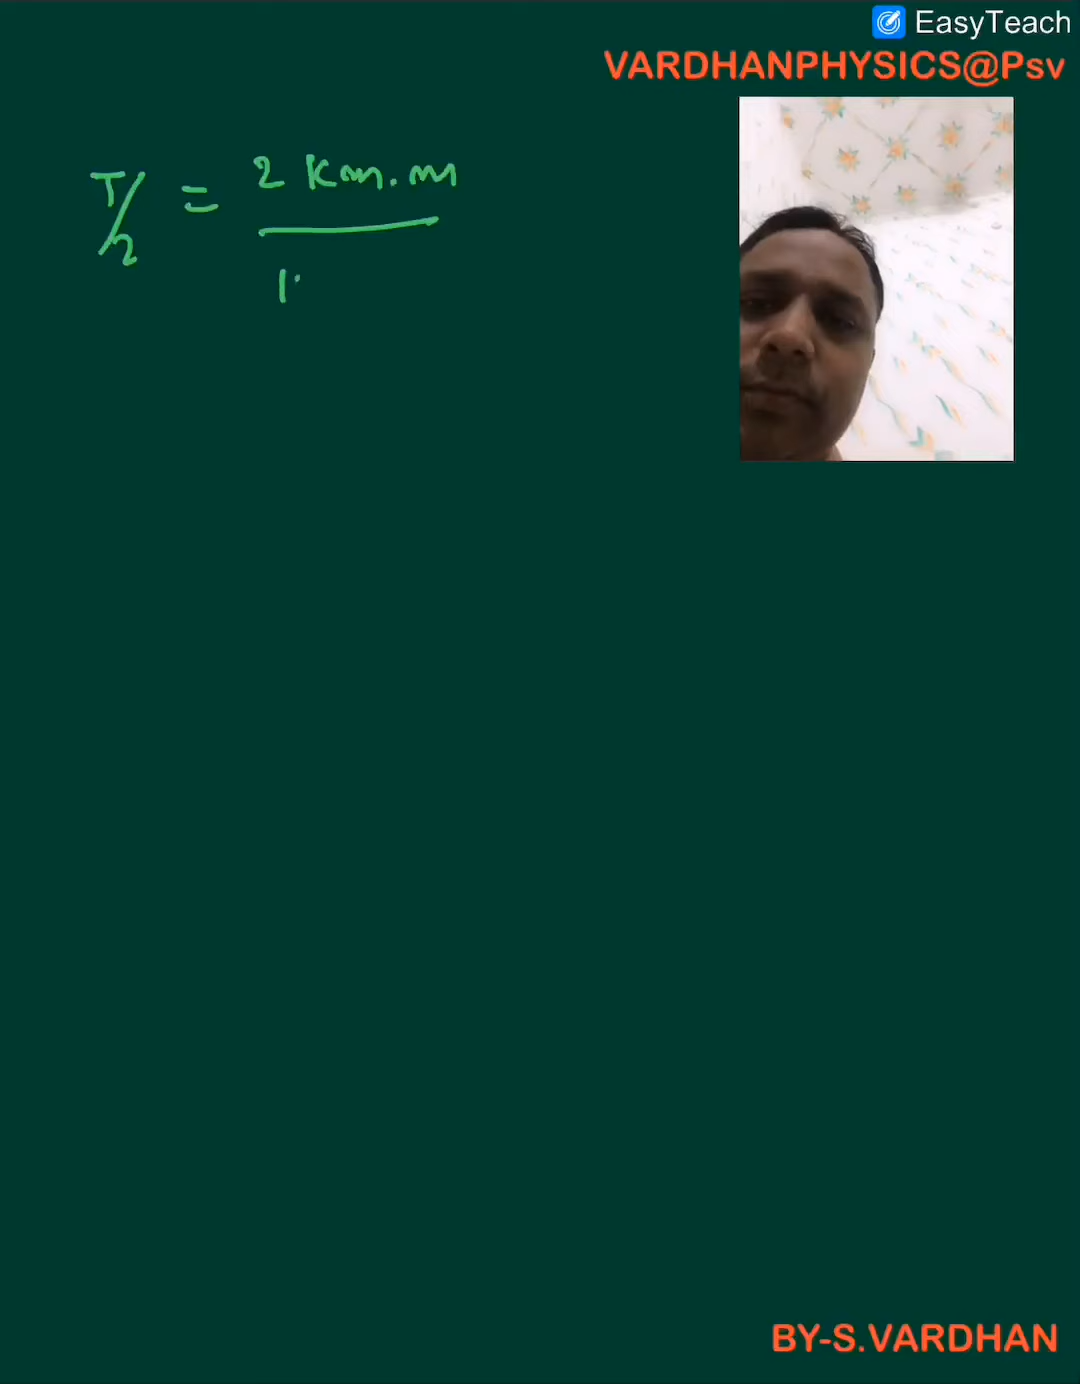 EasyTeach
VARDHANPHYSICS@Psv
T/2 = 2 Km.m
1.
BY-S.VARDHAN